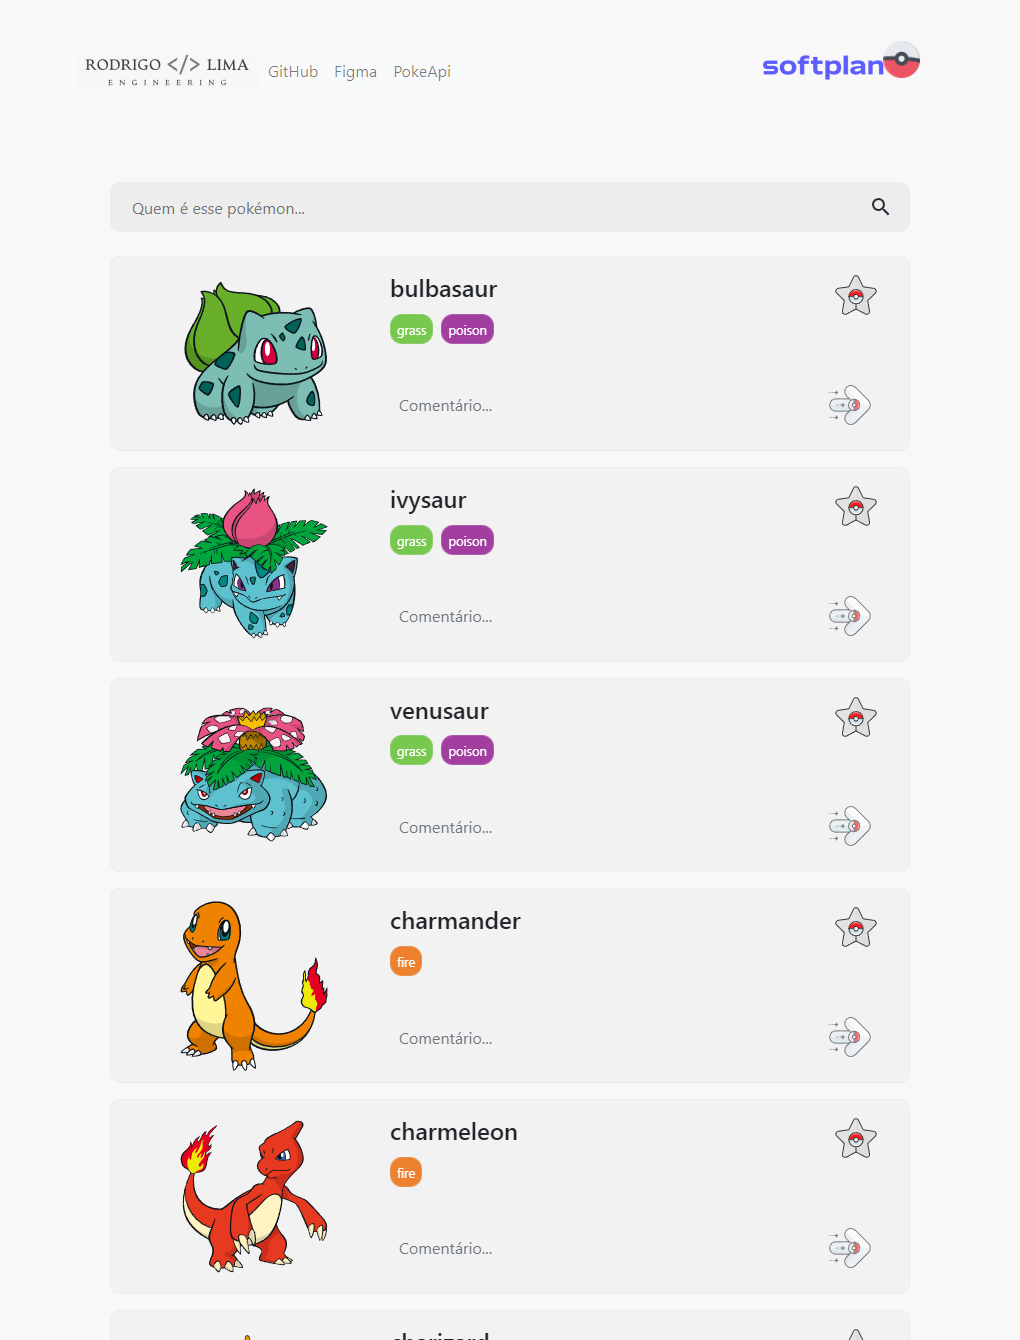 RODRIGO </> LIMA
ENGINEERING
GitHub Figma PokeApi
softplan
Quem é esse pokémon...
bulbasaur
grass poison
Comentário...
ivysaur
grass poison
Comentário...
venusaur
grass poison
Comentário...
charmander
fire
Comentário...
charmeleon
fire
Comentário...
charizard